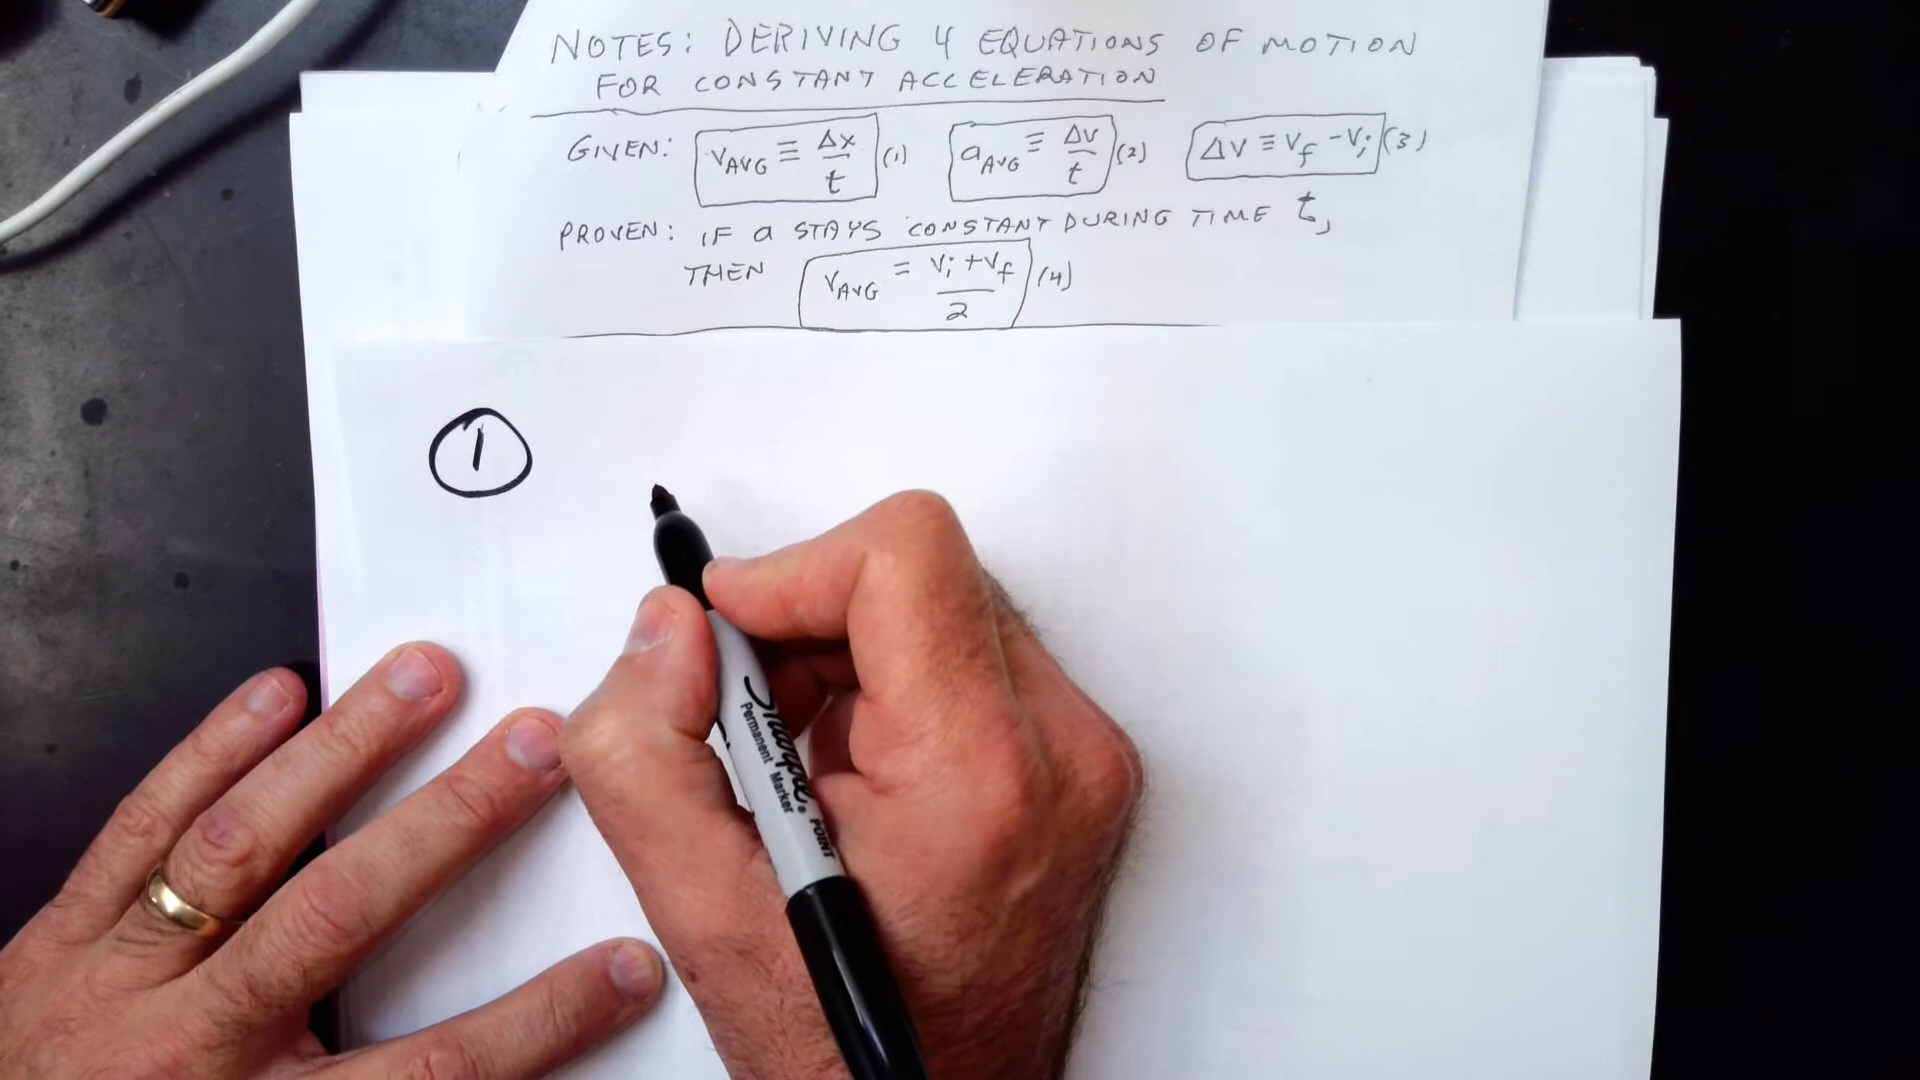 NOTES: DERIVING 4 EQUATIONS OF MOTION
FOR CONSTANT ACCELERATION
GIVEN: v_AVG ≡ Δx/t (1) a_AVG ≡ Δv/t (2) Δv ≡ v_f - v_i (3)
PROVEN: IF a STAYS CONSTANT DURING TIME t,
THEN v_AVG = (v_i + v_f)/2 (4)
1
Sharpie.
Permanent Marker
POINT